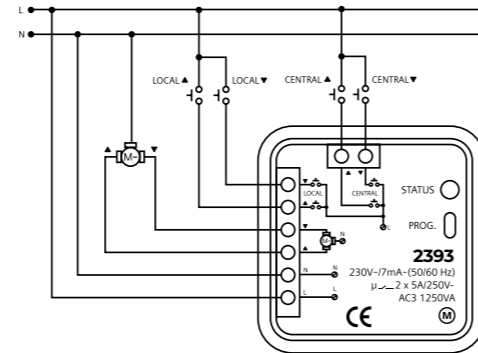 L
N
LOCAL ▲ LOCAL ▼ CENTRAL ▲ CENTRAL ▼
▲ M~ ▼
▼ LOCAL ▲ ▼ CENTRAL
▲
L
STATUS
PROG.
▼ M~ N
▲
2393
N N
230V~/7mA~(50/60 Hz)
L L
µ 2 x 5A/250V~
AC3 1250VA
CE M